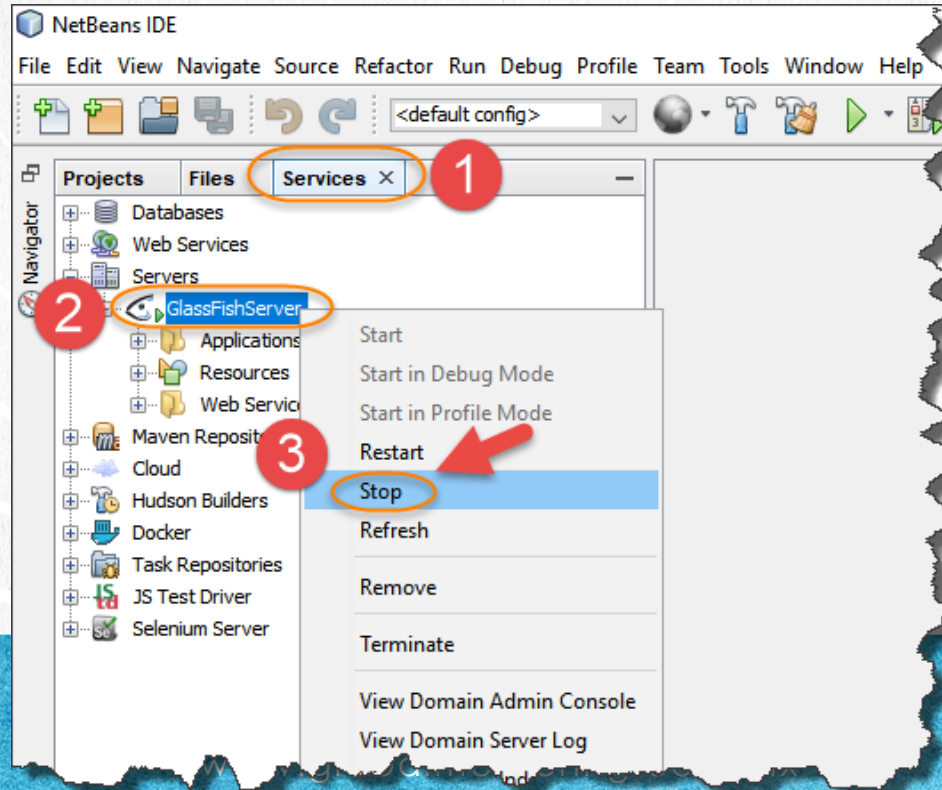 NetBeans IDE
File Edit View Navigate Source Refactor Run Debug Profile Team Tools Window Help
<default config>
Projects Files Services 1
Navigator
Databases
Web Services
Servers
2 GlassFishServer
Applications
Resources
Web Servic
Maven Reposit
Cloud
Hudson Builders
Docker
Task Repositories
JS Test Driver
Selenium Server
Start
Start in Debug Mode
Start in Profile Mode
Restart
3 Stop
Refresh
Remove
Terminate
View Domain Admin Console
View Domain Server Log